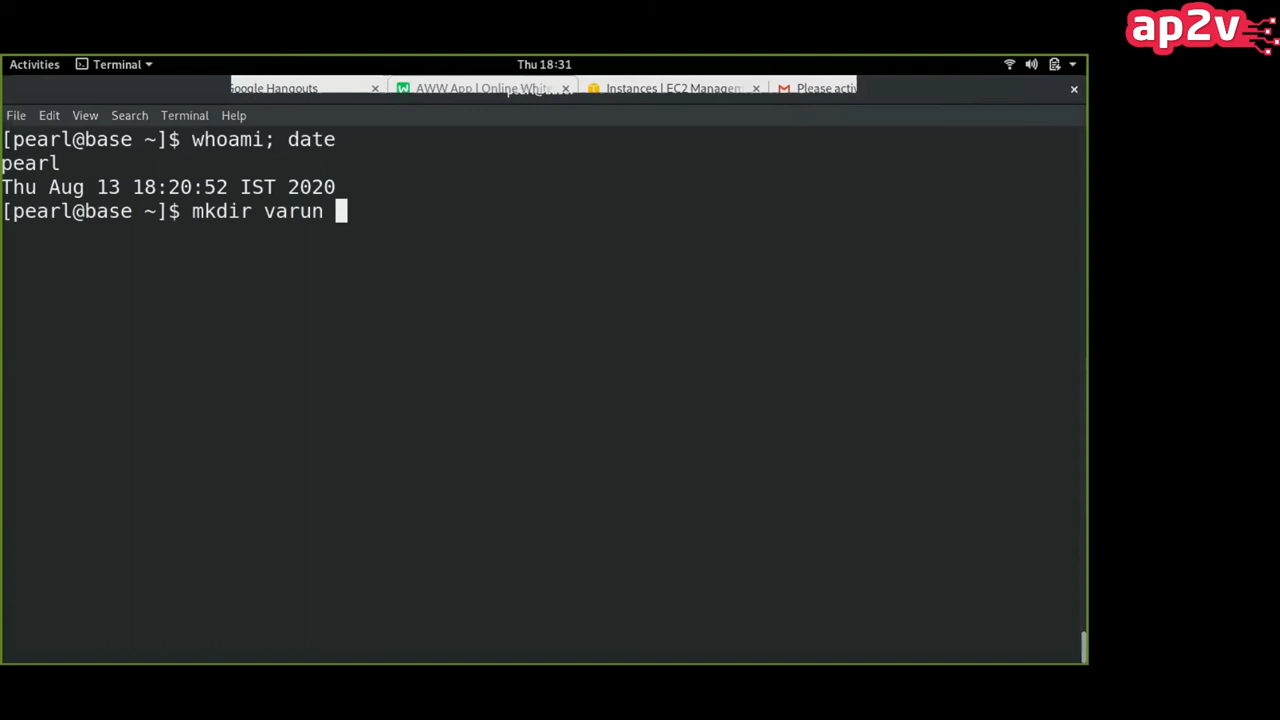 ap2v
Activities Terminal Thu 18:31
Google Hangouts × AWW App | Online White × Instances | EC2 Managem × Please activ
File Edit View Search Terminal Help
[pearl@base ~]$ whoami; date
pearl
Thu Aug 13 18:20:52 IST 2020
[pearl@base ~]$ mkdir varun